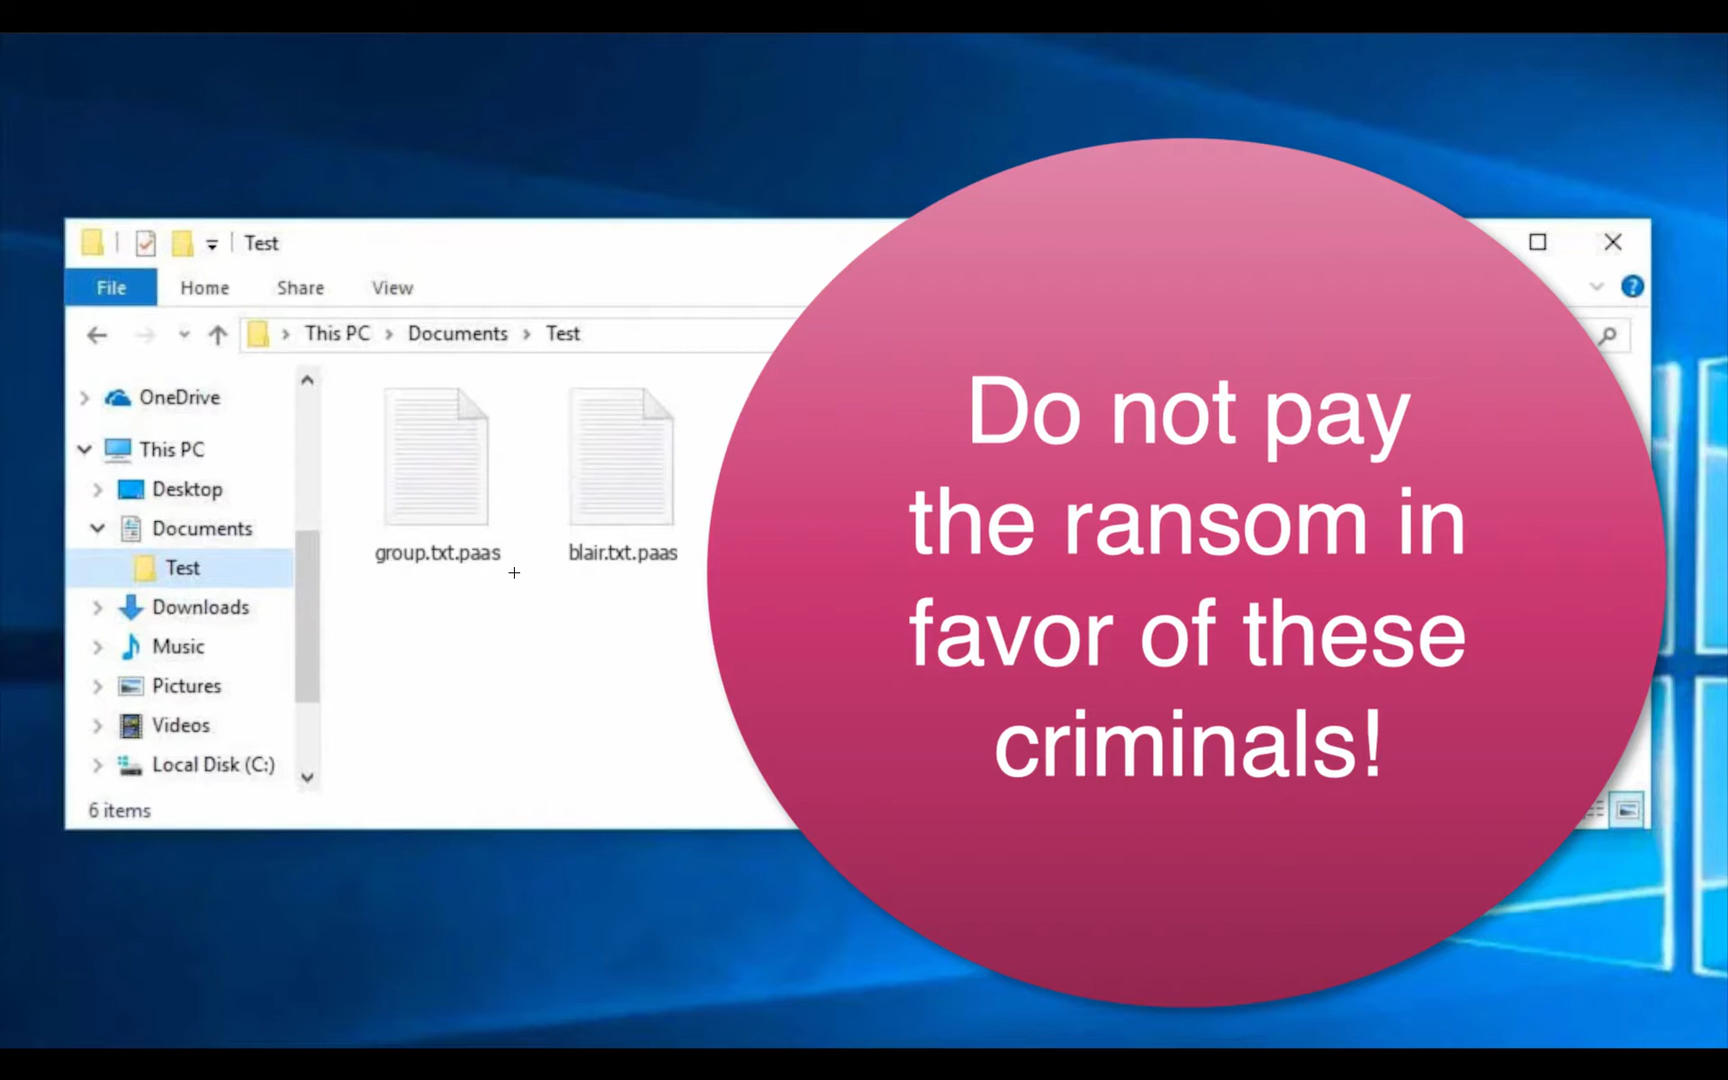 Test
File Home Share View
This PC Documents Test
OneDrive
This PC
Desktop
Documents
Test
Downloads
Music
Pictures
Videos
Local Disk (C:)
6 items
group.txt.paas blair.txt.paas
Do not pay
the ransom in
favor of these
criminals!